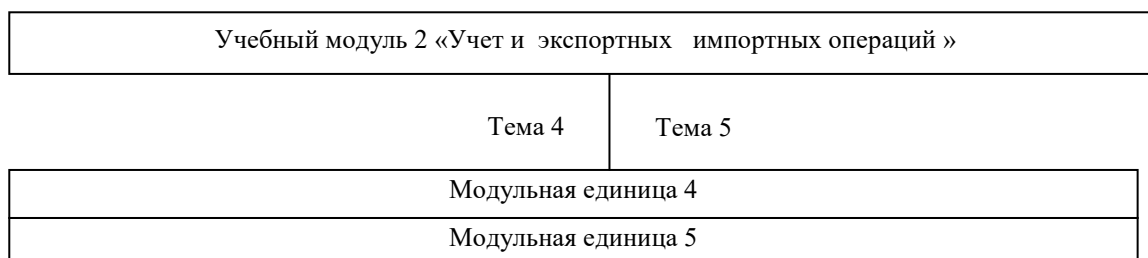 Учебный модуль 2 «Учет и экспортных импортных операций »
Тема 4 Тема 5
Модульная единица 4
Модульная единица 5